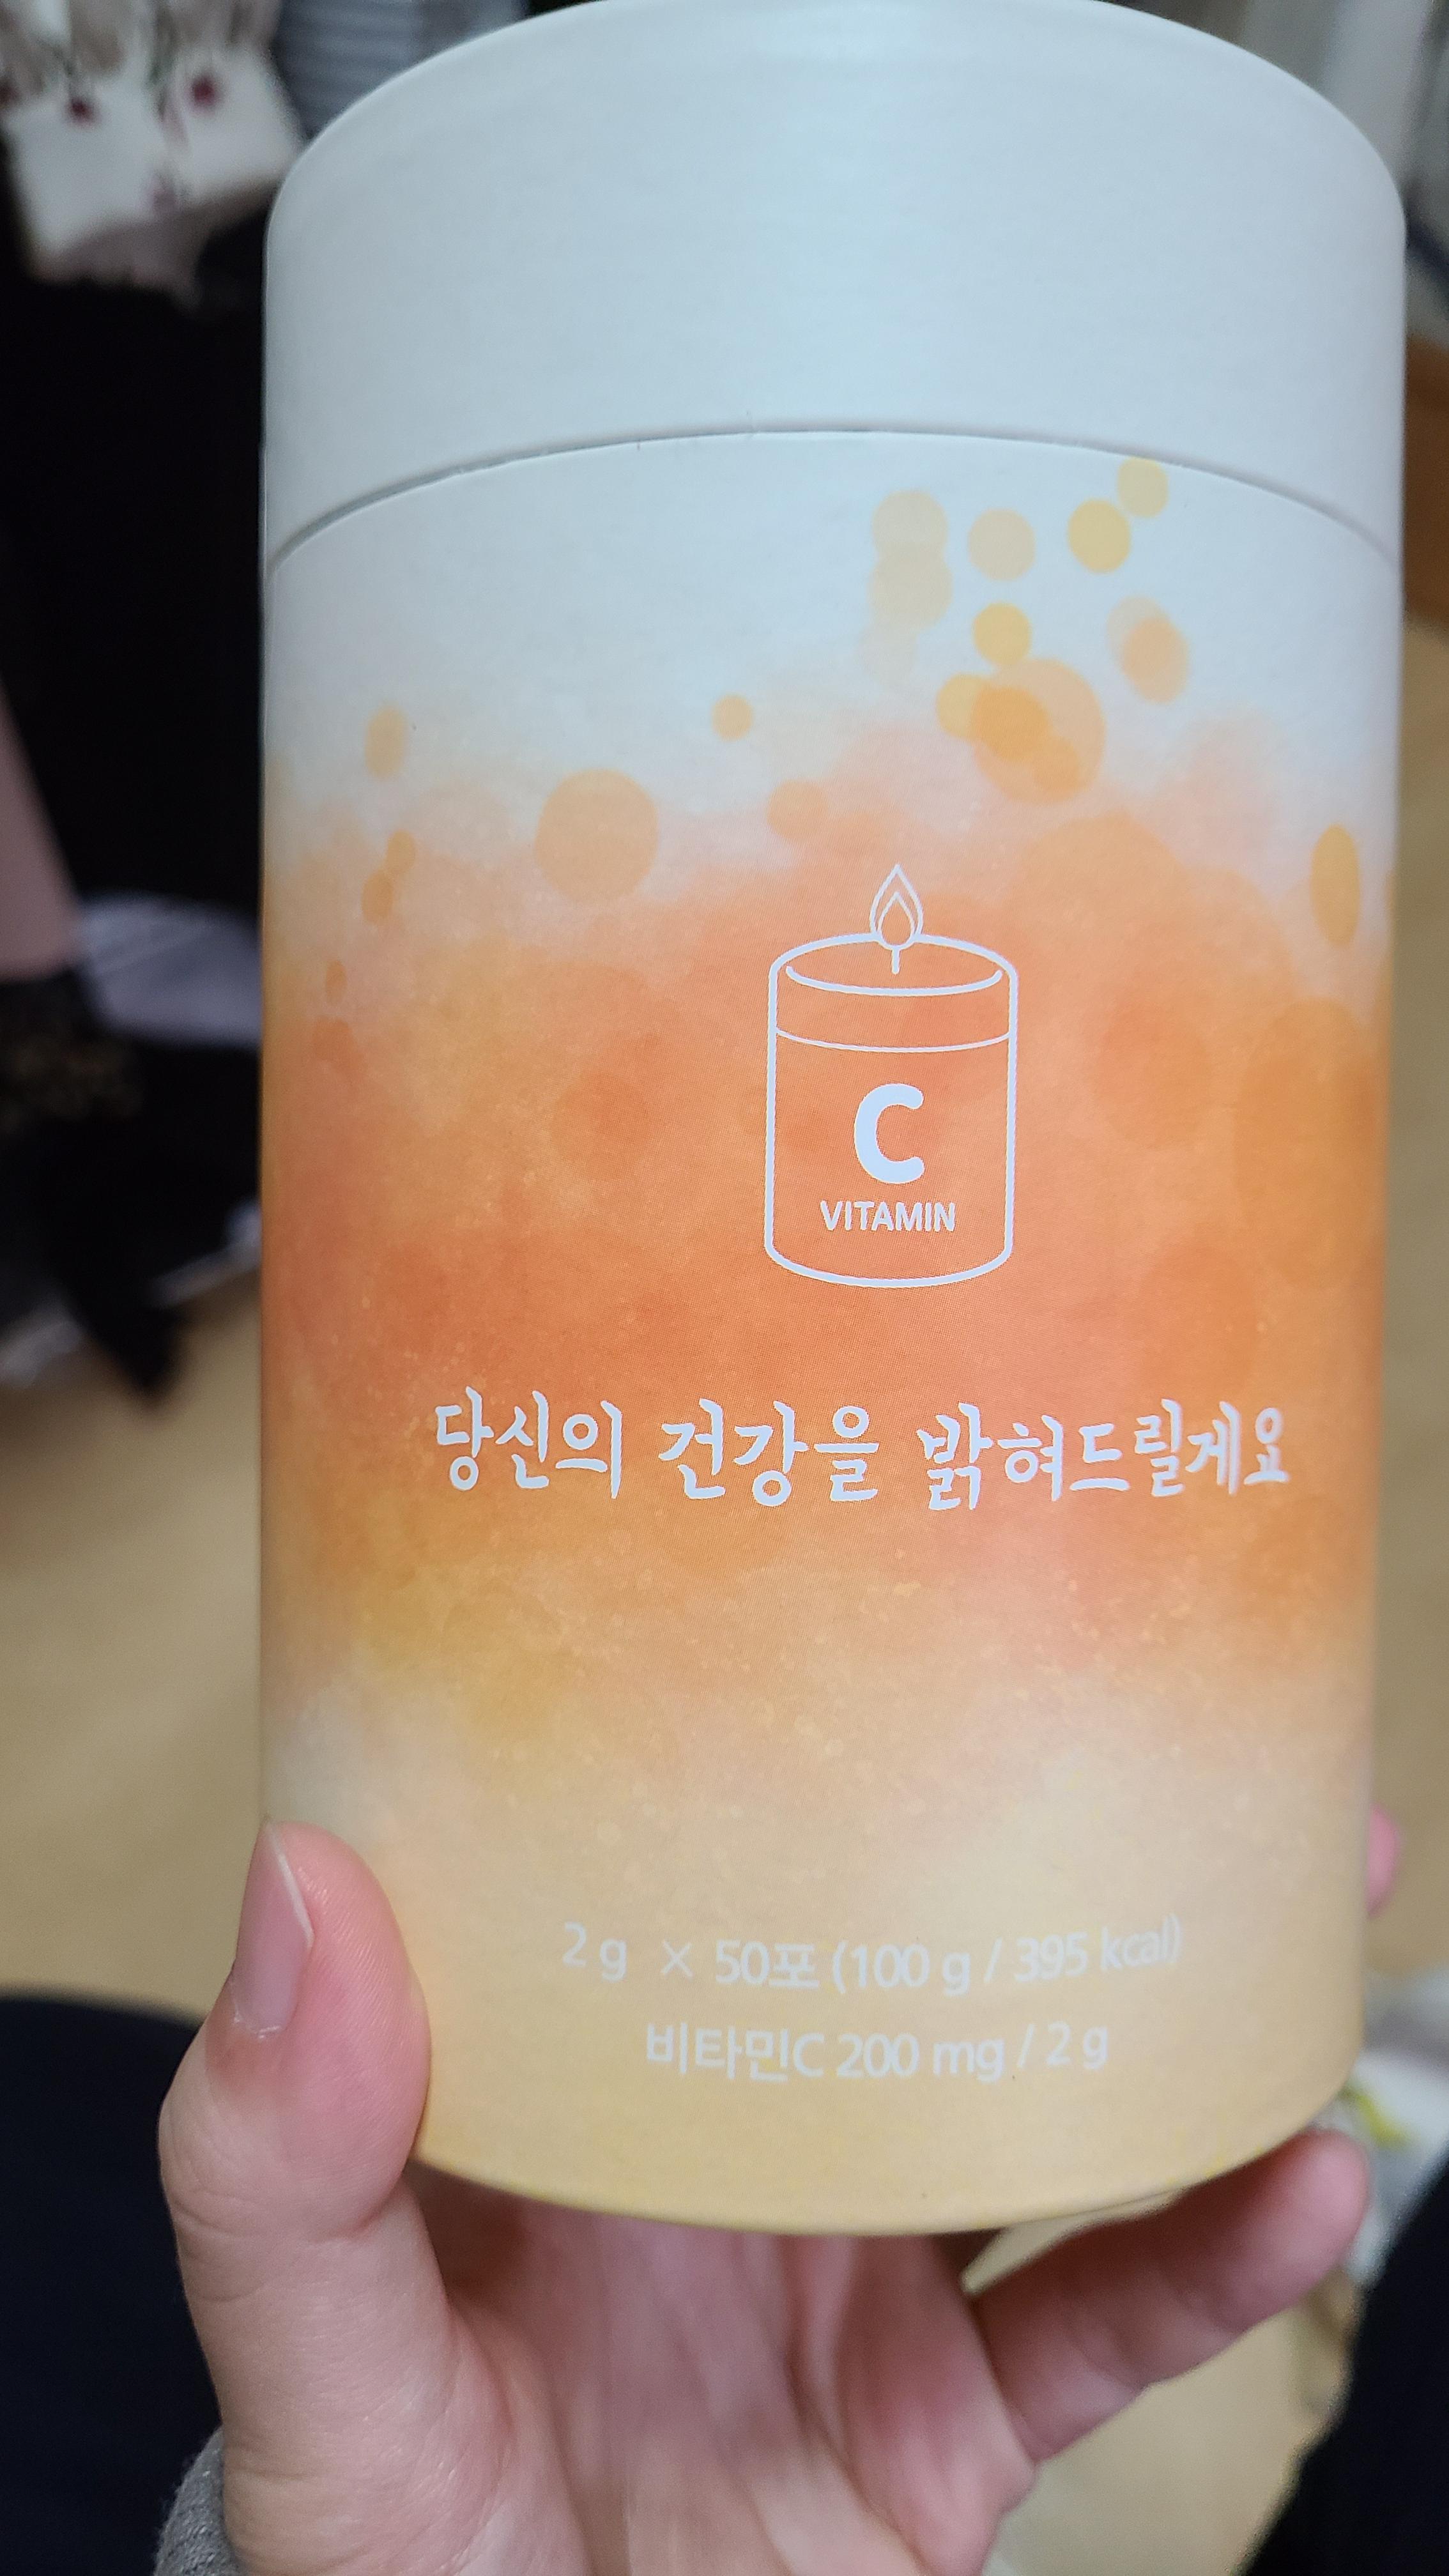 C
VITAMIN
당신의 건강을 밝혀드릴게요
2 g × 50포 (100 g / 395 kcal)
비타민C 200 mg / 2 g